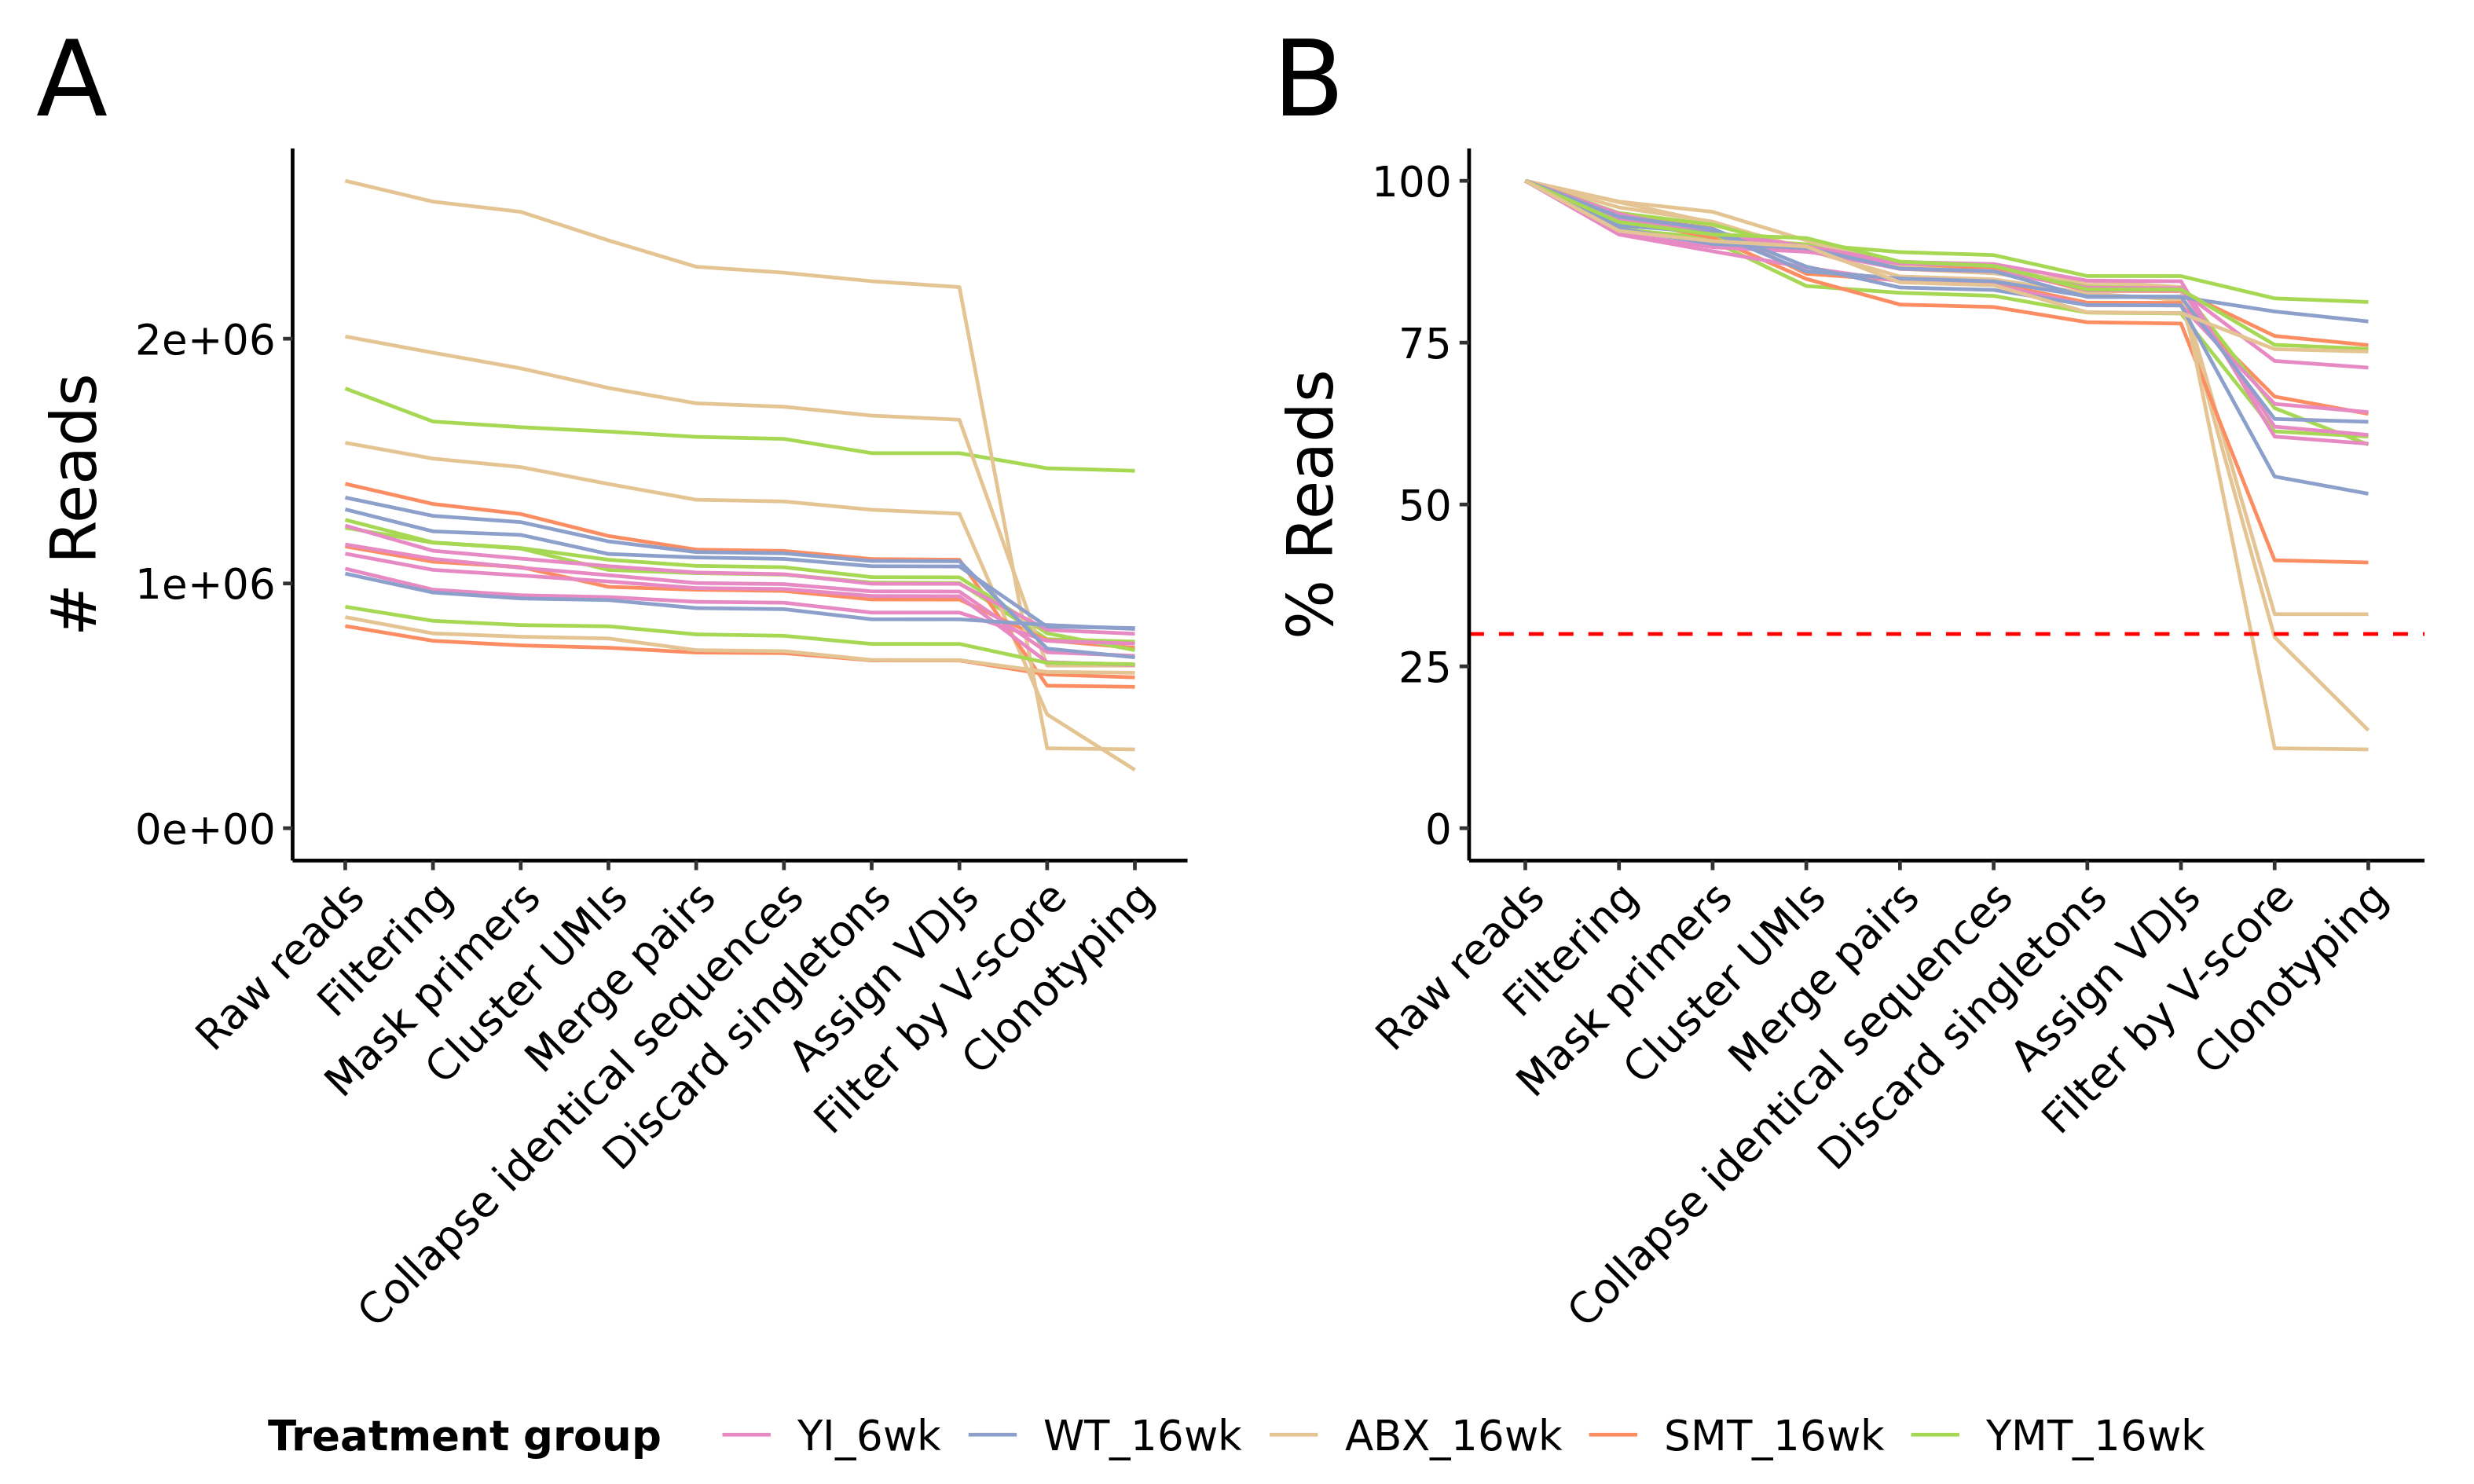 A
# Reads
2e+06
1e+06
0e+00
Raw reads
Filtering
Mask primers
Cluster UMIs
Merge pairs
Collapse identical sequences
Discard singletons
Assign VDJs
Filter by V-score
Clonotyping
B
% Reads
100
75
50
25
0
Raw reads
Filtering
Mask primers
Cluster UMIs
Merge pairs
Collapse identical sequences
Discard singletons
Assign VDJs
Filter by V-score
Clonotyping
Treatment group YI_6wk WT_16wk ABX_16wk SMT_16wk YMT_16wk